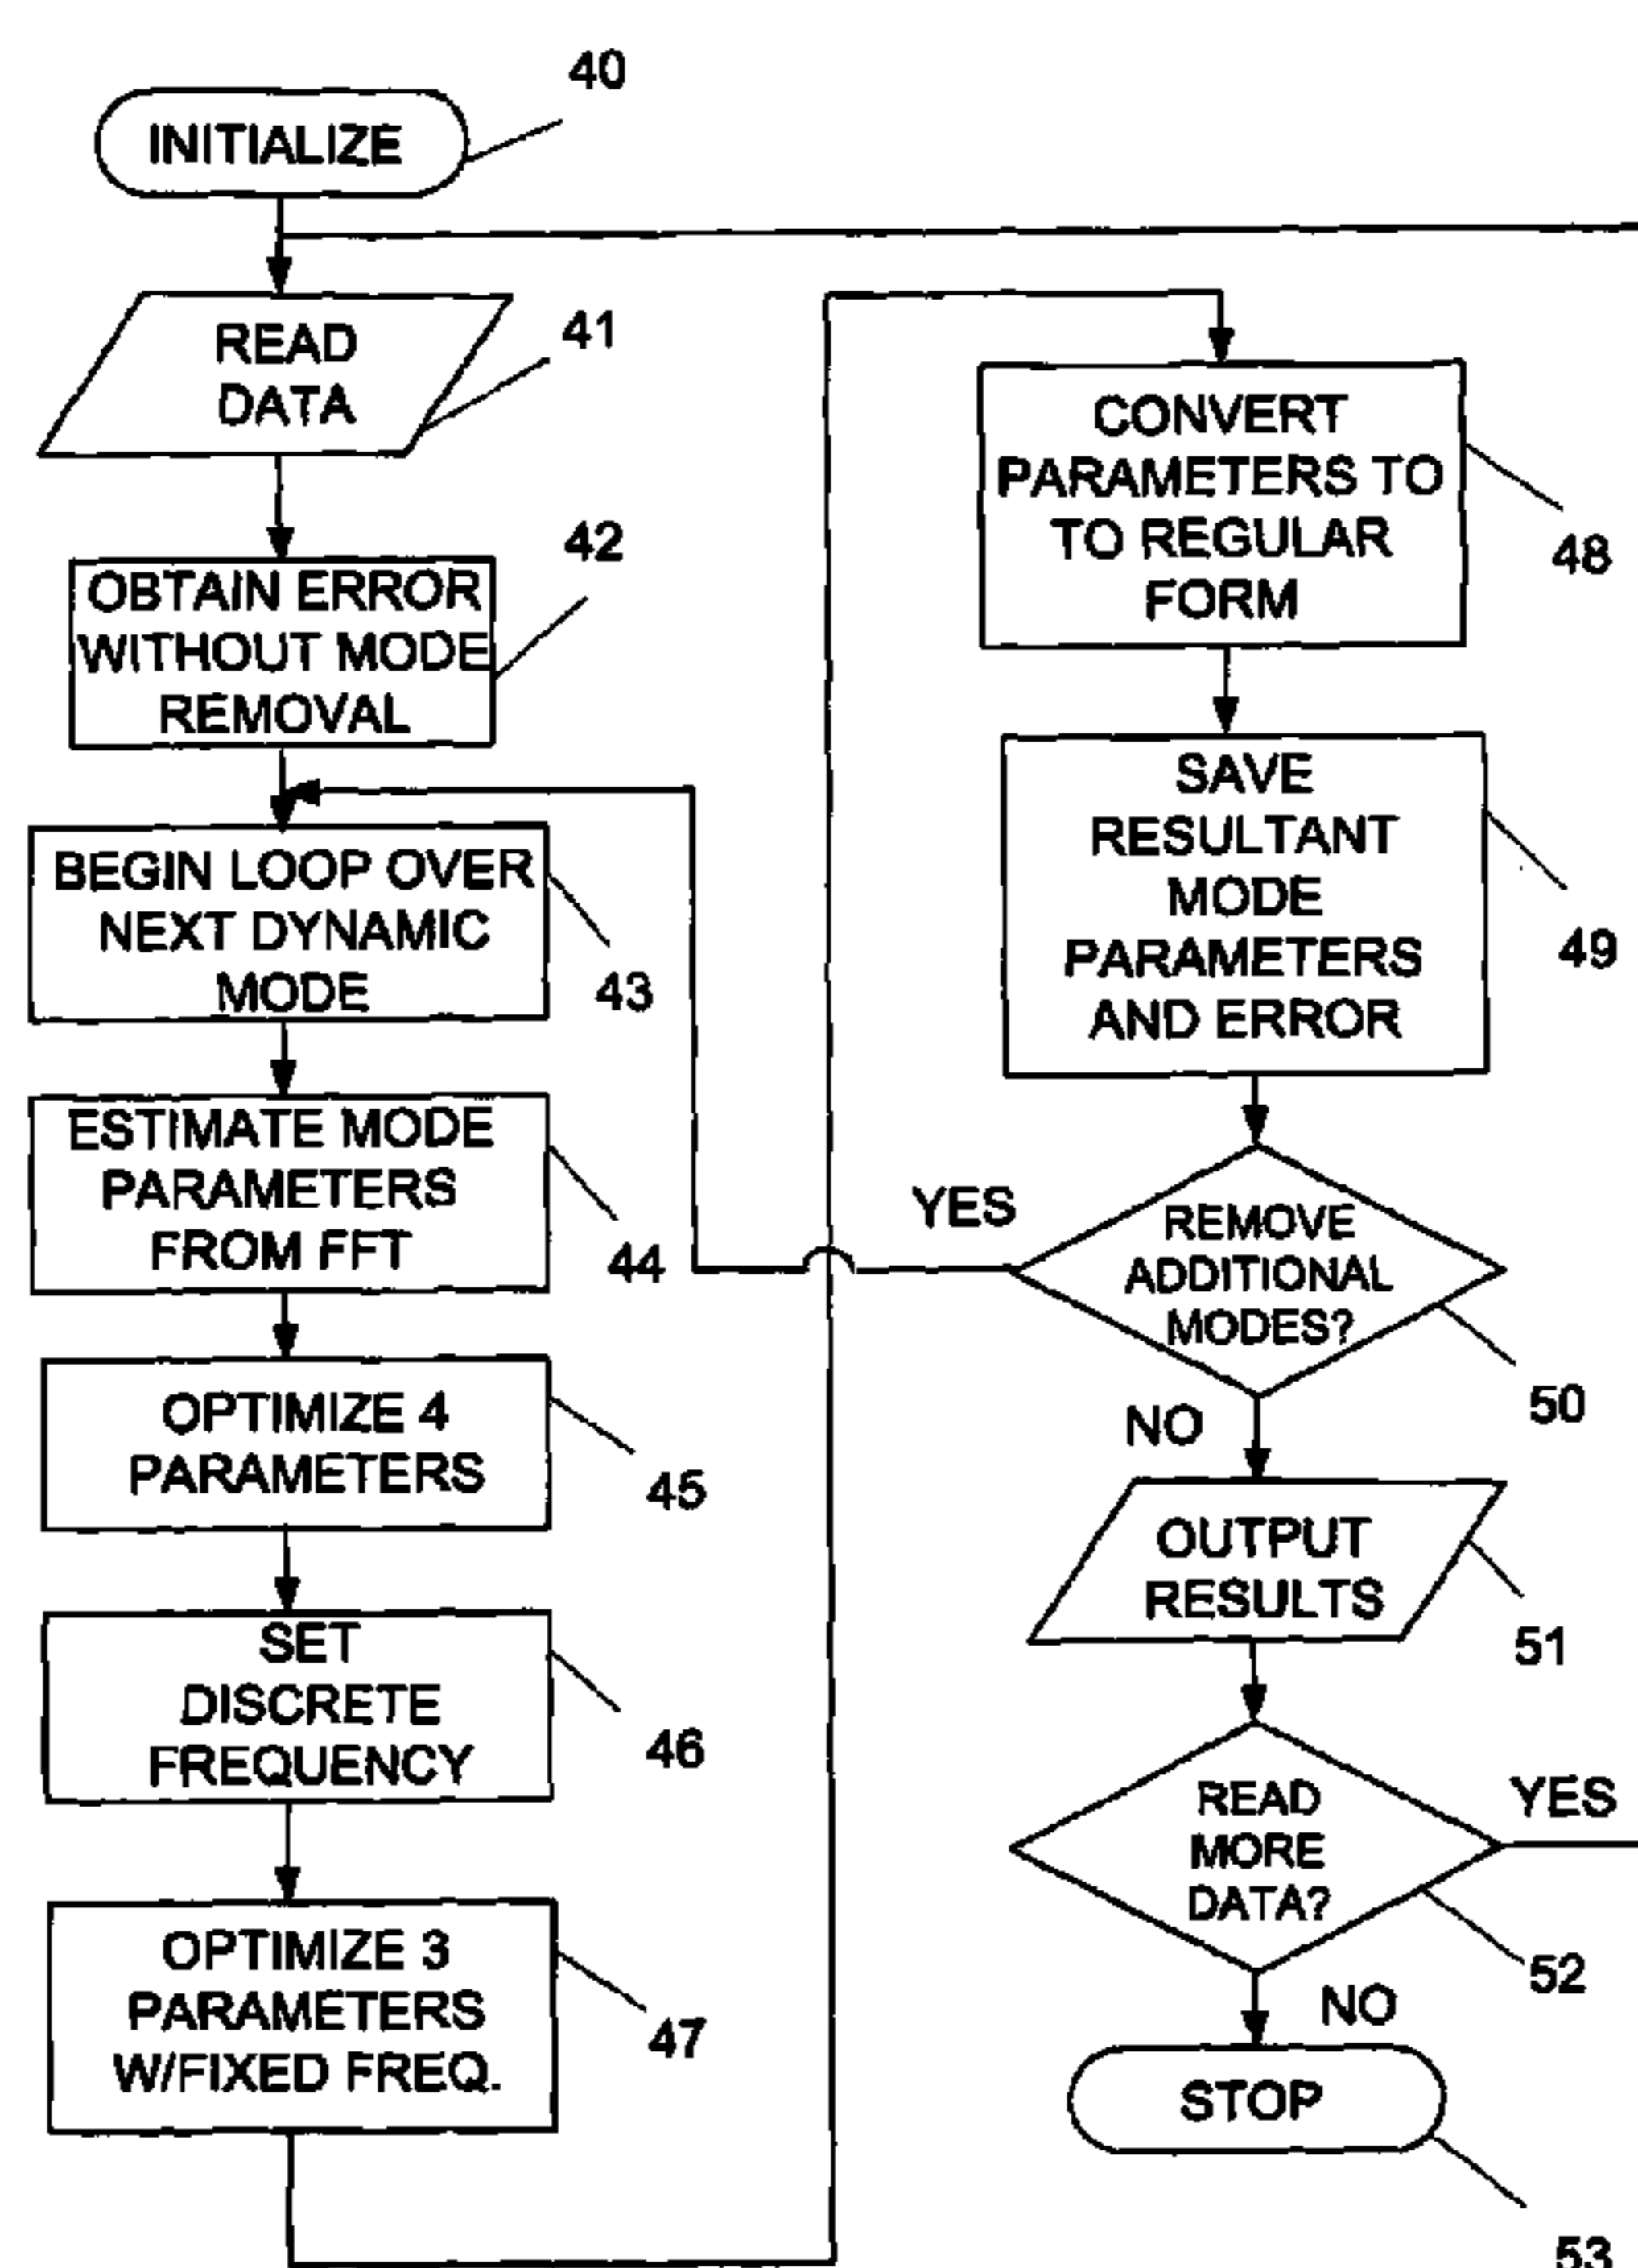 40
INITIALIZE
READ
DATA
41
OBTAIN ERROR
WITHOUT MODE
REMOVAL
42
BEGIN LOOP OVER
NEXT DYNAMIC
MODE
43
ESTIMATE MODE
PARAMETERS
FROM FFT
44
OPTIMIZE 4
PARAMETERS
45
SET
DISCRETE
FREQUENCY
46
OPTIMIZE 3
PARAMETERS
W/FIXED FREQ.
47
CONVERT
PARAMETERS TO
TO REGULAR
FORM
48
SAVE
RESULTANT
MODE
PARAMETERS
AND ERROR
49
YES
REMOVE
ADDITIONAL
MODES?
50
NO
OUTPUT
RESULTS
51
READ
MORE
DATA?
YES
52
NO
STOP
53